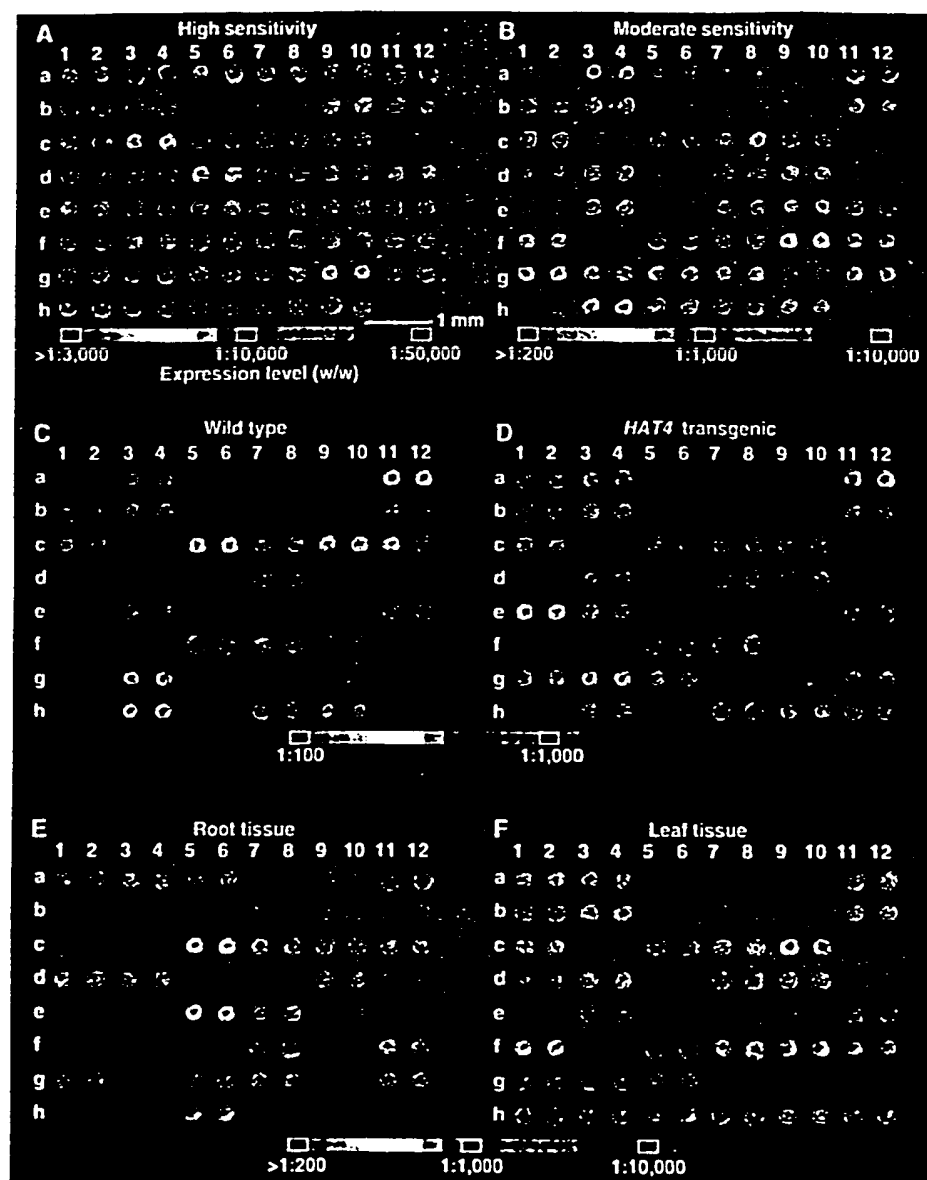 A High sensitivity
1 2 3 4 5 6 7 8 9 10 11 12
a
b
c
d
e
f
g
h
1 mm
>1:3,000 1:10,000 1:50,000
Expression level (w/w)
B Moderate sensitivity
1 2 3 4 5 6 7 8 9 10 11 12
a
b
c
d
e
f
g
h
>1:200 1:1,000 1:10,000
C Wild type
1 2 3 4 5 6 7 8 9 10 11 12
a
b
c
d
e
f
g
h
D HAT4 transgenic
1 2 3 4 5 6 7 8 9 10 11 12
a
b
c
d
e
f
g
h
1:100 1:1,000
E Root tissue
1 2 3 4 5 6 7 8 9 10 11 12
a
b
c
d
e
f
g
h
F Leaf tissue
1 2 3 4 5 6 7 8 9 10 11 12
a
b
c
d
e
f
g
h
>1:200 1:1,000 1:10,000